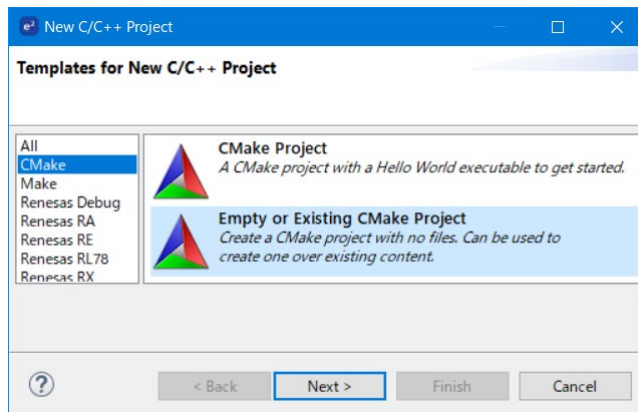 e² New C/C++ Project
Templates for New C/C++ Project
All
CMake
Make
Renesas Debug
Renesas RA
Renesas RE
Renesas RL78
Renesas RX
CMake Project
A CMake project with a Hello World executable to get started.
Empty or Existing CMake Project
Create a CMake project with no files. Can be used to
create one over existing content.
?
< Back
Next >
Finish
Cancel